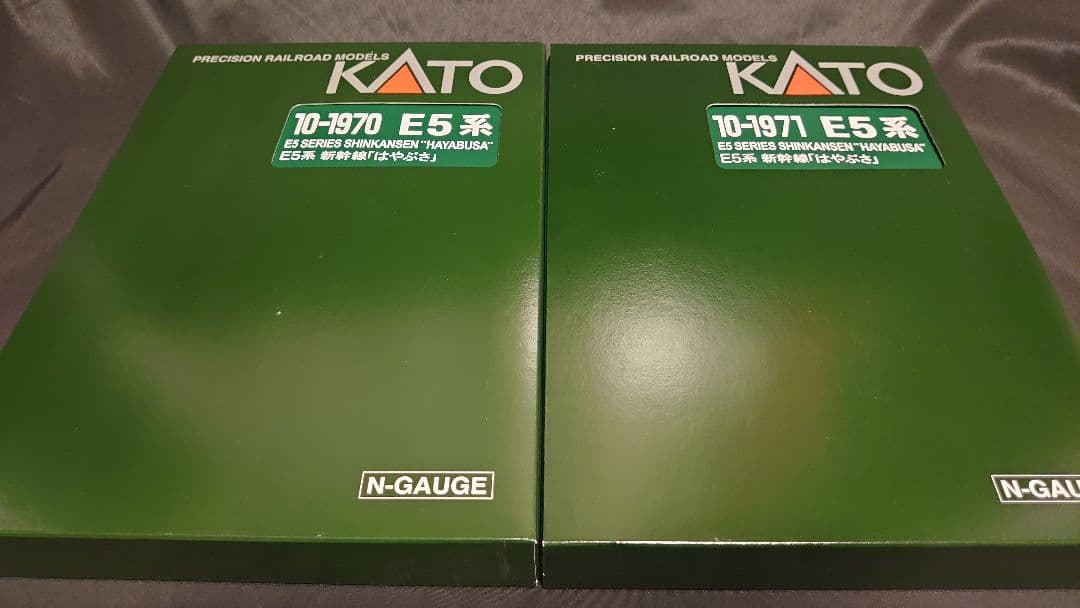 PRECISION RAILROAD MODELS
KATO
10-1970 E5系
E5 SERIES SHINKANSEN "HAYABUSA"
E5系 新幹線「はやぶさ」
N-GAUGE
PRECISION RAILROAD MODELS
KATO
10-1971 E5系
E5 SERIES SHINKANSEN "HAYABUSA"
E5系 新幹線「はやぶさ」
N-GAU